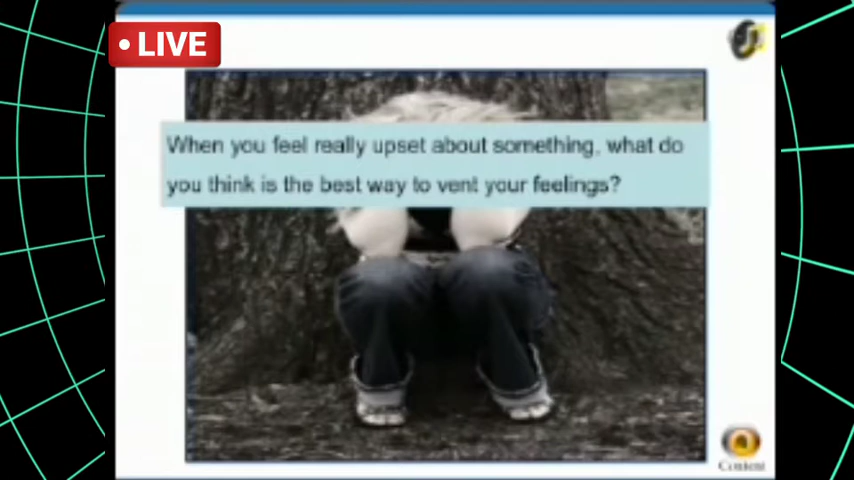 LIVE
When you feel really upset about something, what do
you think is the best way to vent your feelings?
Content